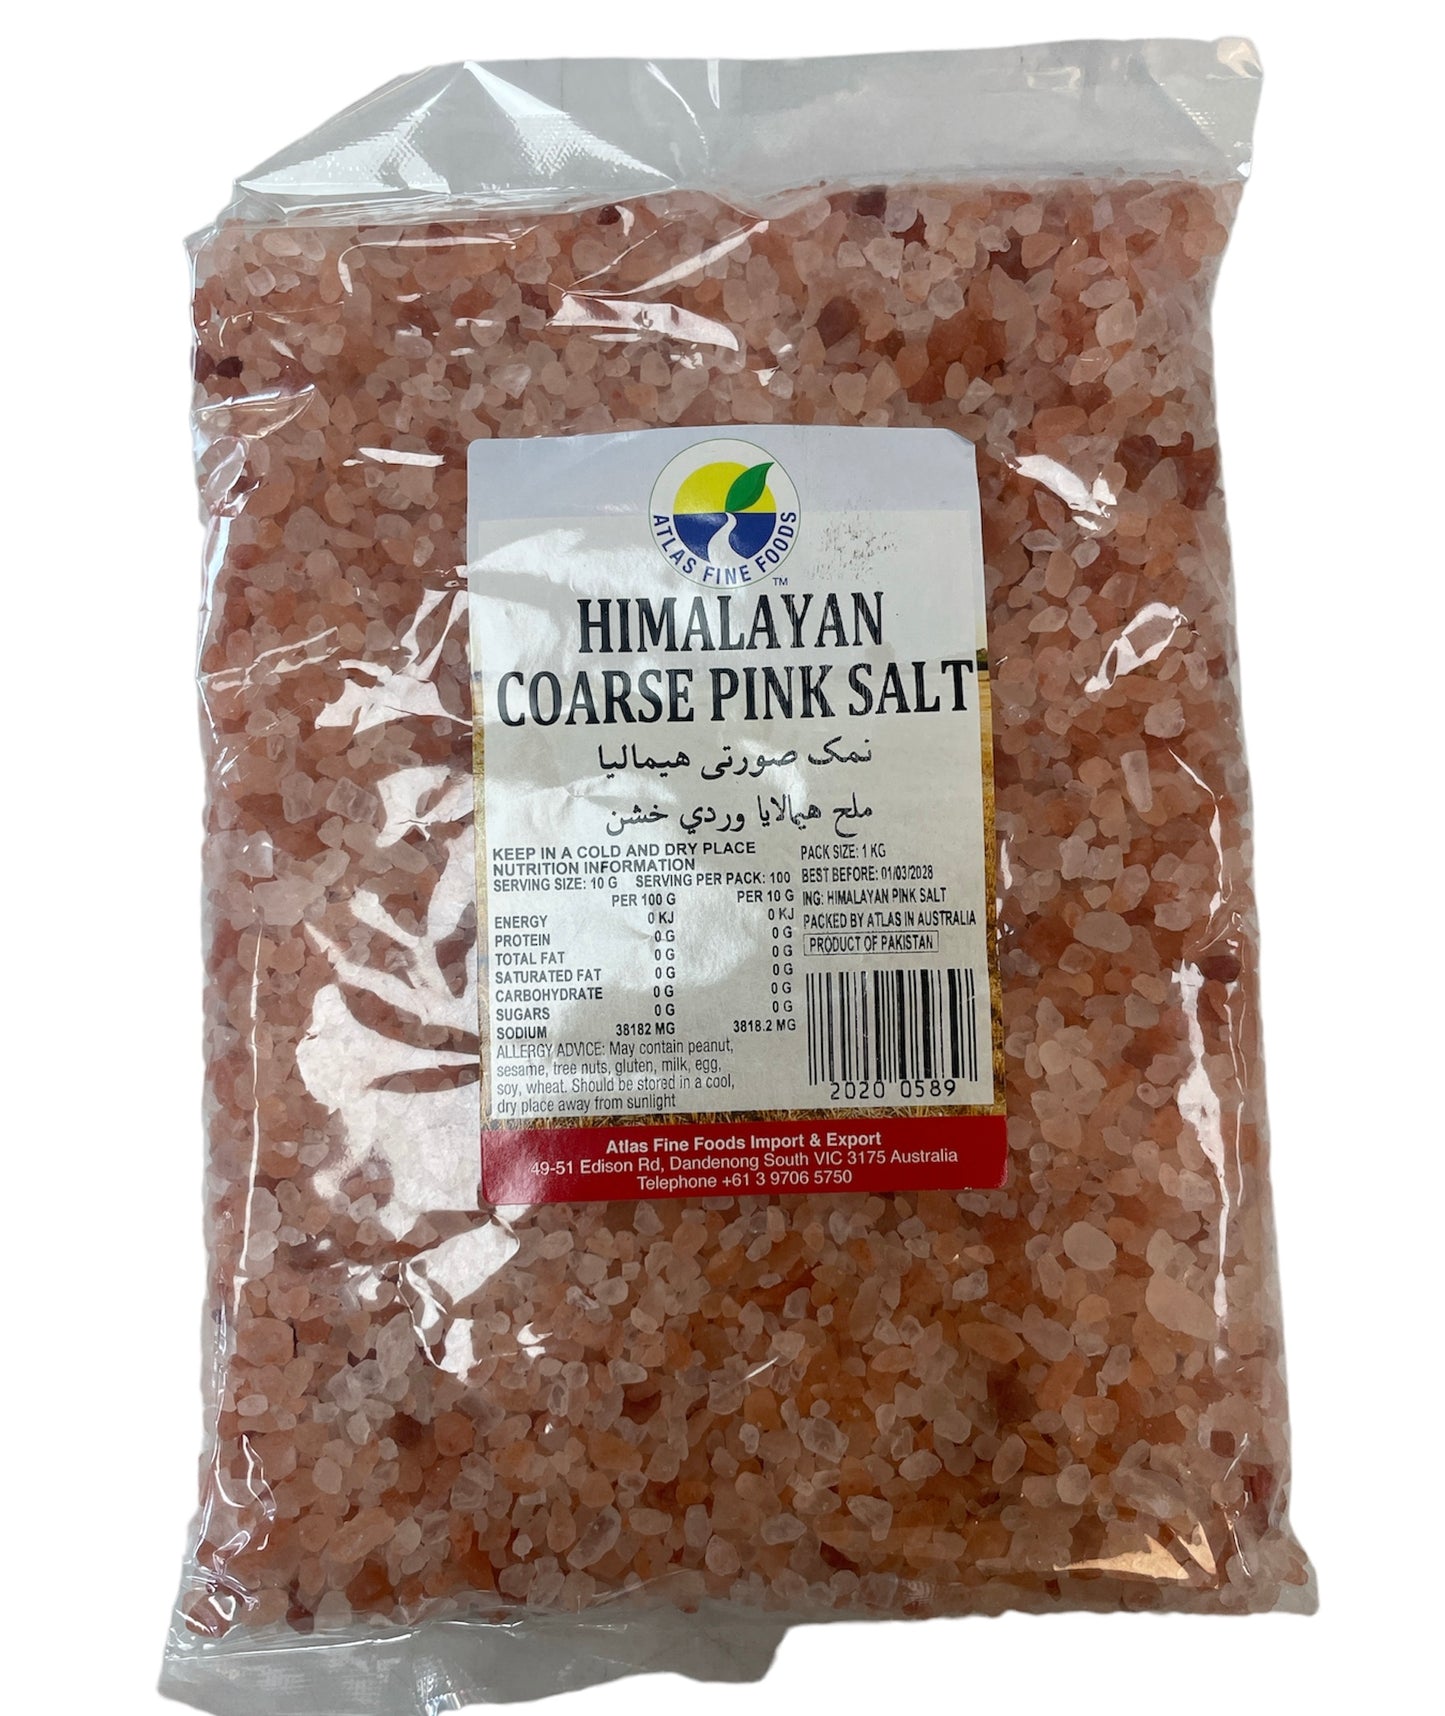 ATLAS FINE FOODS
TM
HIMALAYAN
COARSE PINK SALT
نمک صورتی هیمالیا
ملح هيمالايا وردي خشن
KEEP IN A COLD AND DRY PLACE
NUTRITION INFORMATION
SERVING SIZE: 10 G SERVING PER PACK: 100
PER 100 G PER 10 G
ENERGY 0 KJ 0 KJ
PROTEIN 0 G 0 G
TOTAL FAT 0 G 0 G
SATURATED FAT 0 G 0 G
CARBOHYDRATE 0 G 0 G
SUGARS 0 G 0 G
SODIUM 38182 MG 3818.2 MG
ALLERGY ADVICE: May contain peanut,
sesame, tree nuts, gluten, milk, egg,
soy, wheat. Should be stored in a cool,
dry place away from sunlight
PACK SIZE: 1 KG
BEST BEFORE: 01/03/2028
ING: HIMALAYAN PINK SALT
PACKED BY ATLAS IN AUSTRALIA
PRODUCT OF PAKISTAN
2020 0589
Atlas Fine Foods Import & Export
49-51 Edison Rd, Dandenong South VIC 3175 Australia
Telephone +61 3 9706 5750